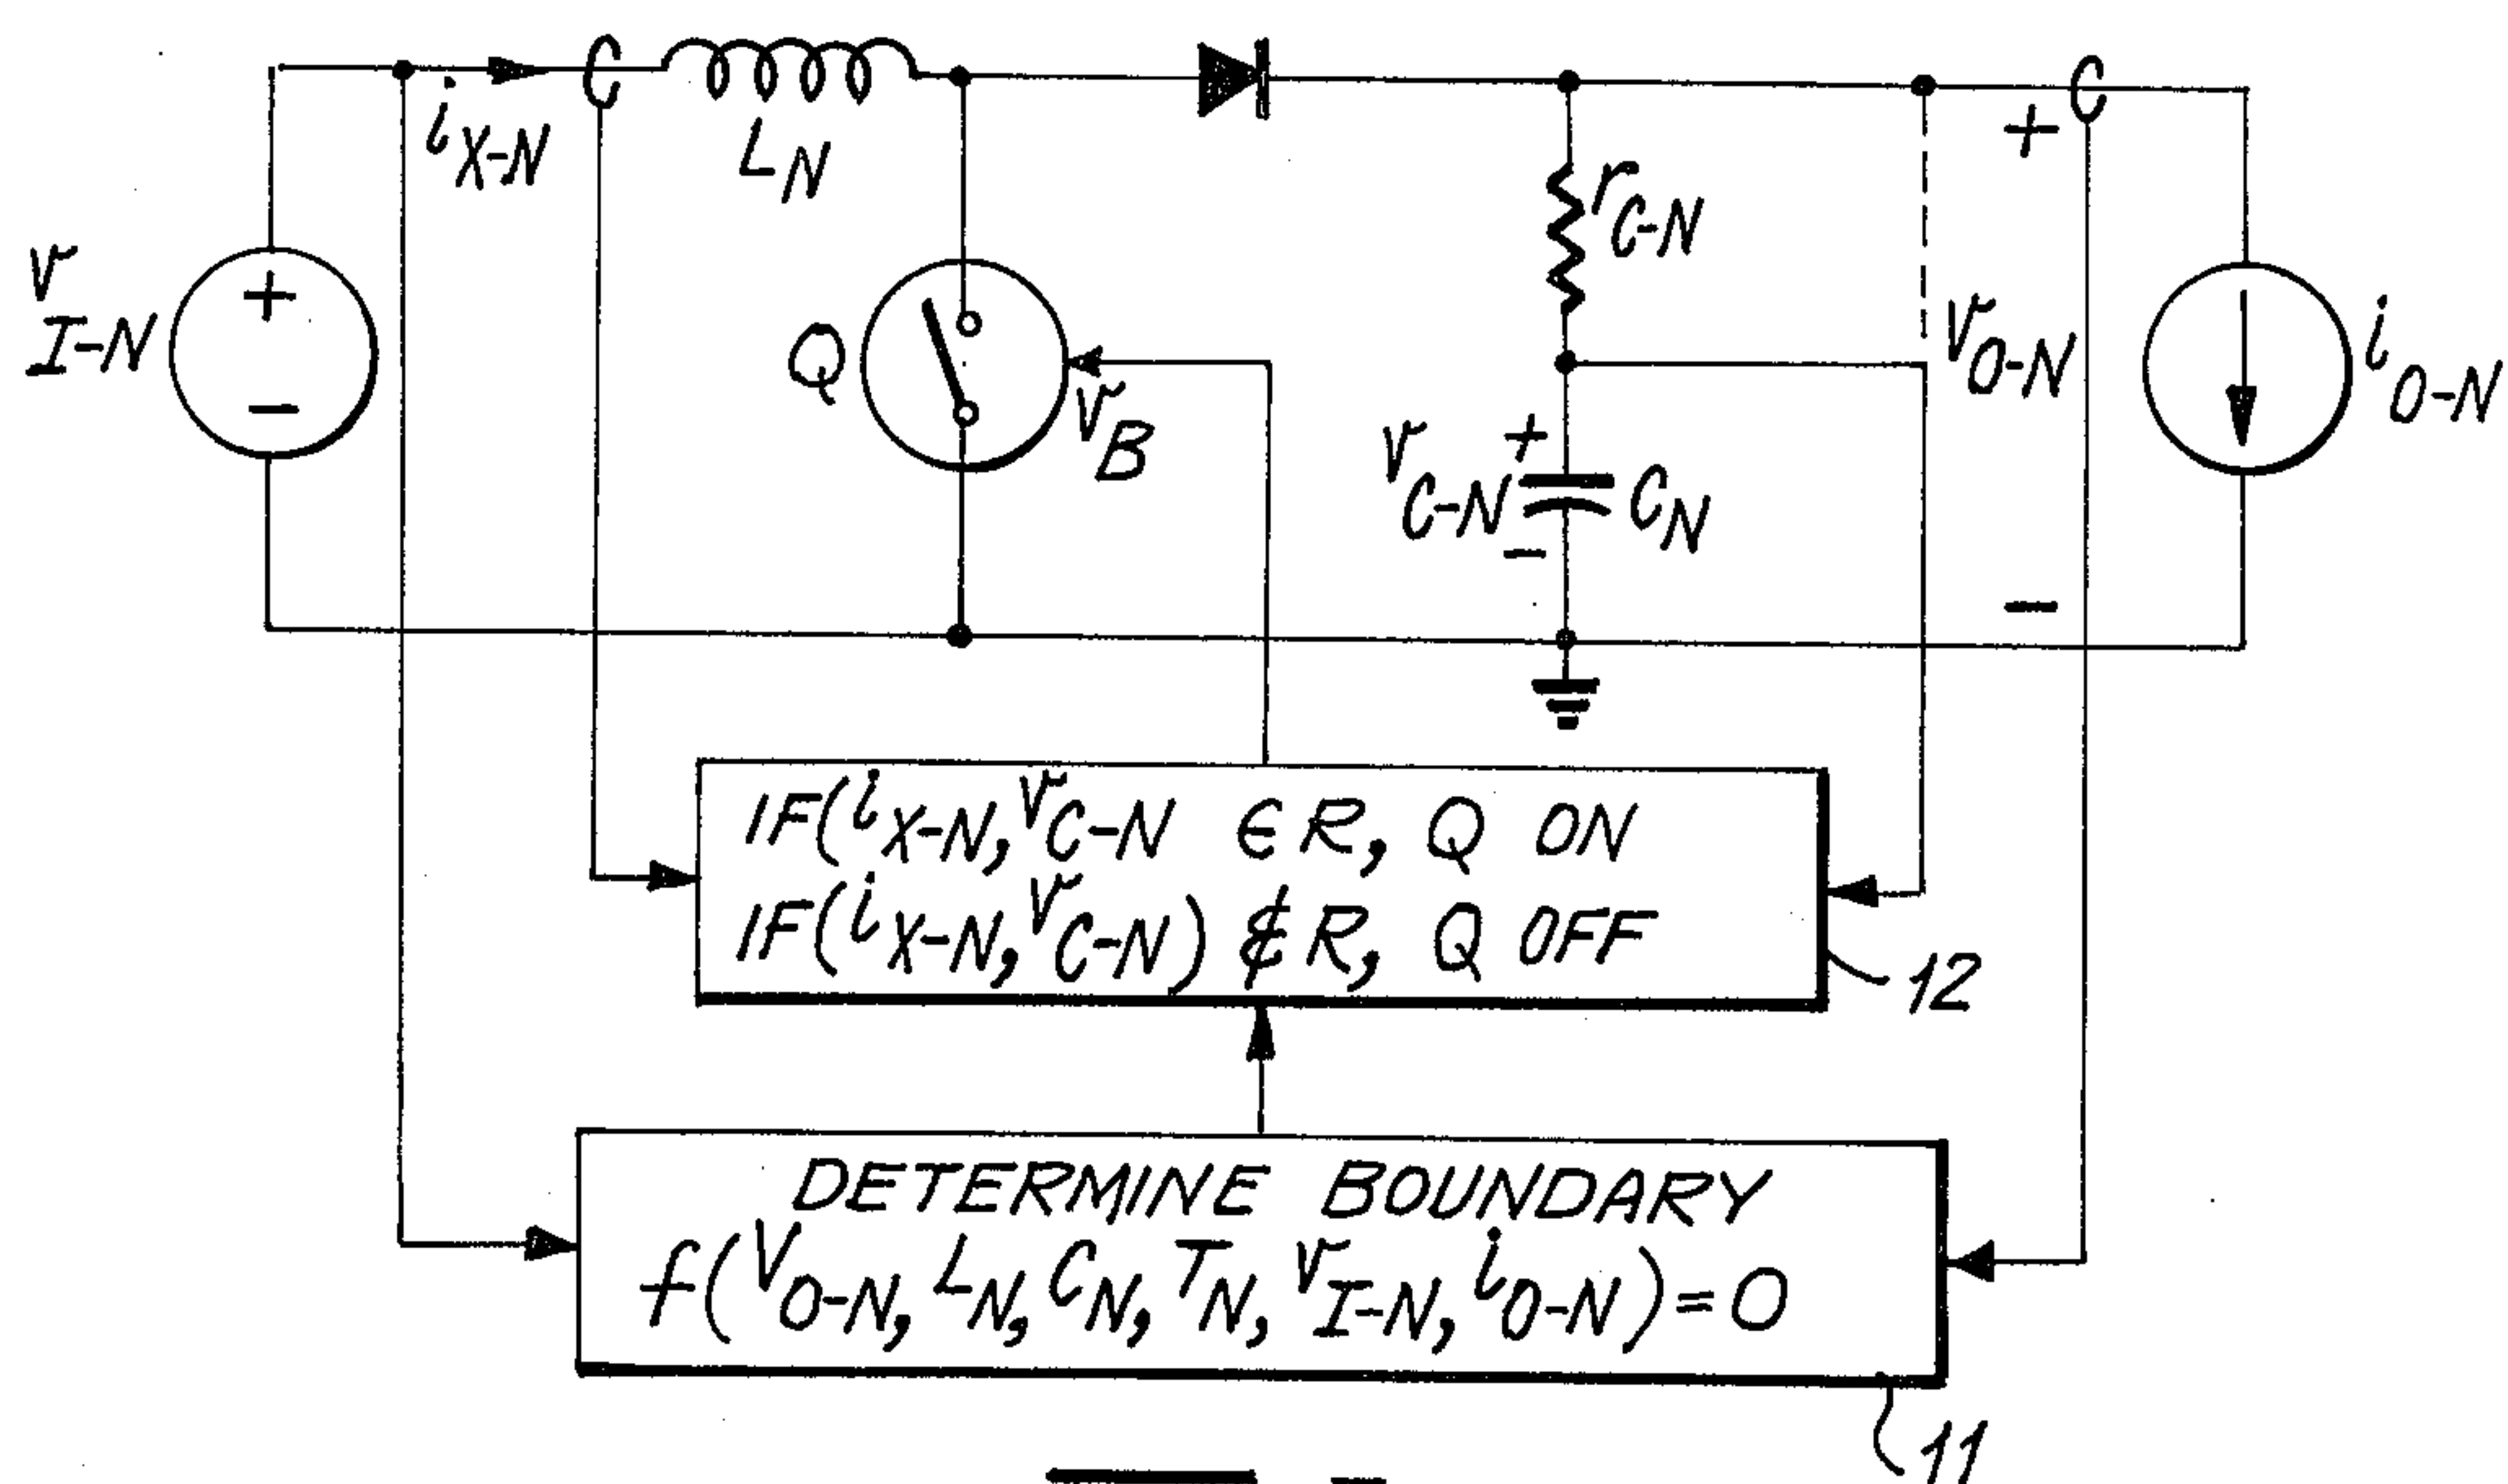 i X-N
L N
r C-N
v I-N
+
−
Q
v B
v C-N
+
−
C N
+
v O-N
−
i O-N
IF(i X-N, v C-N ∈ R, Q ON
IF(i X-N, v C-N) ∉ R, Q OFF
12
DETERMINE BOUNDARY
f(V O-N, L N, C N, T N, v I-N, i O-N) = 0
11